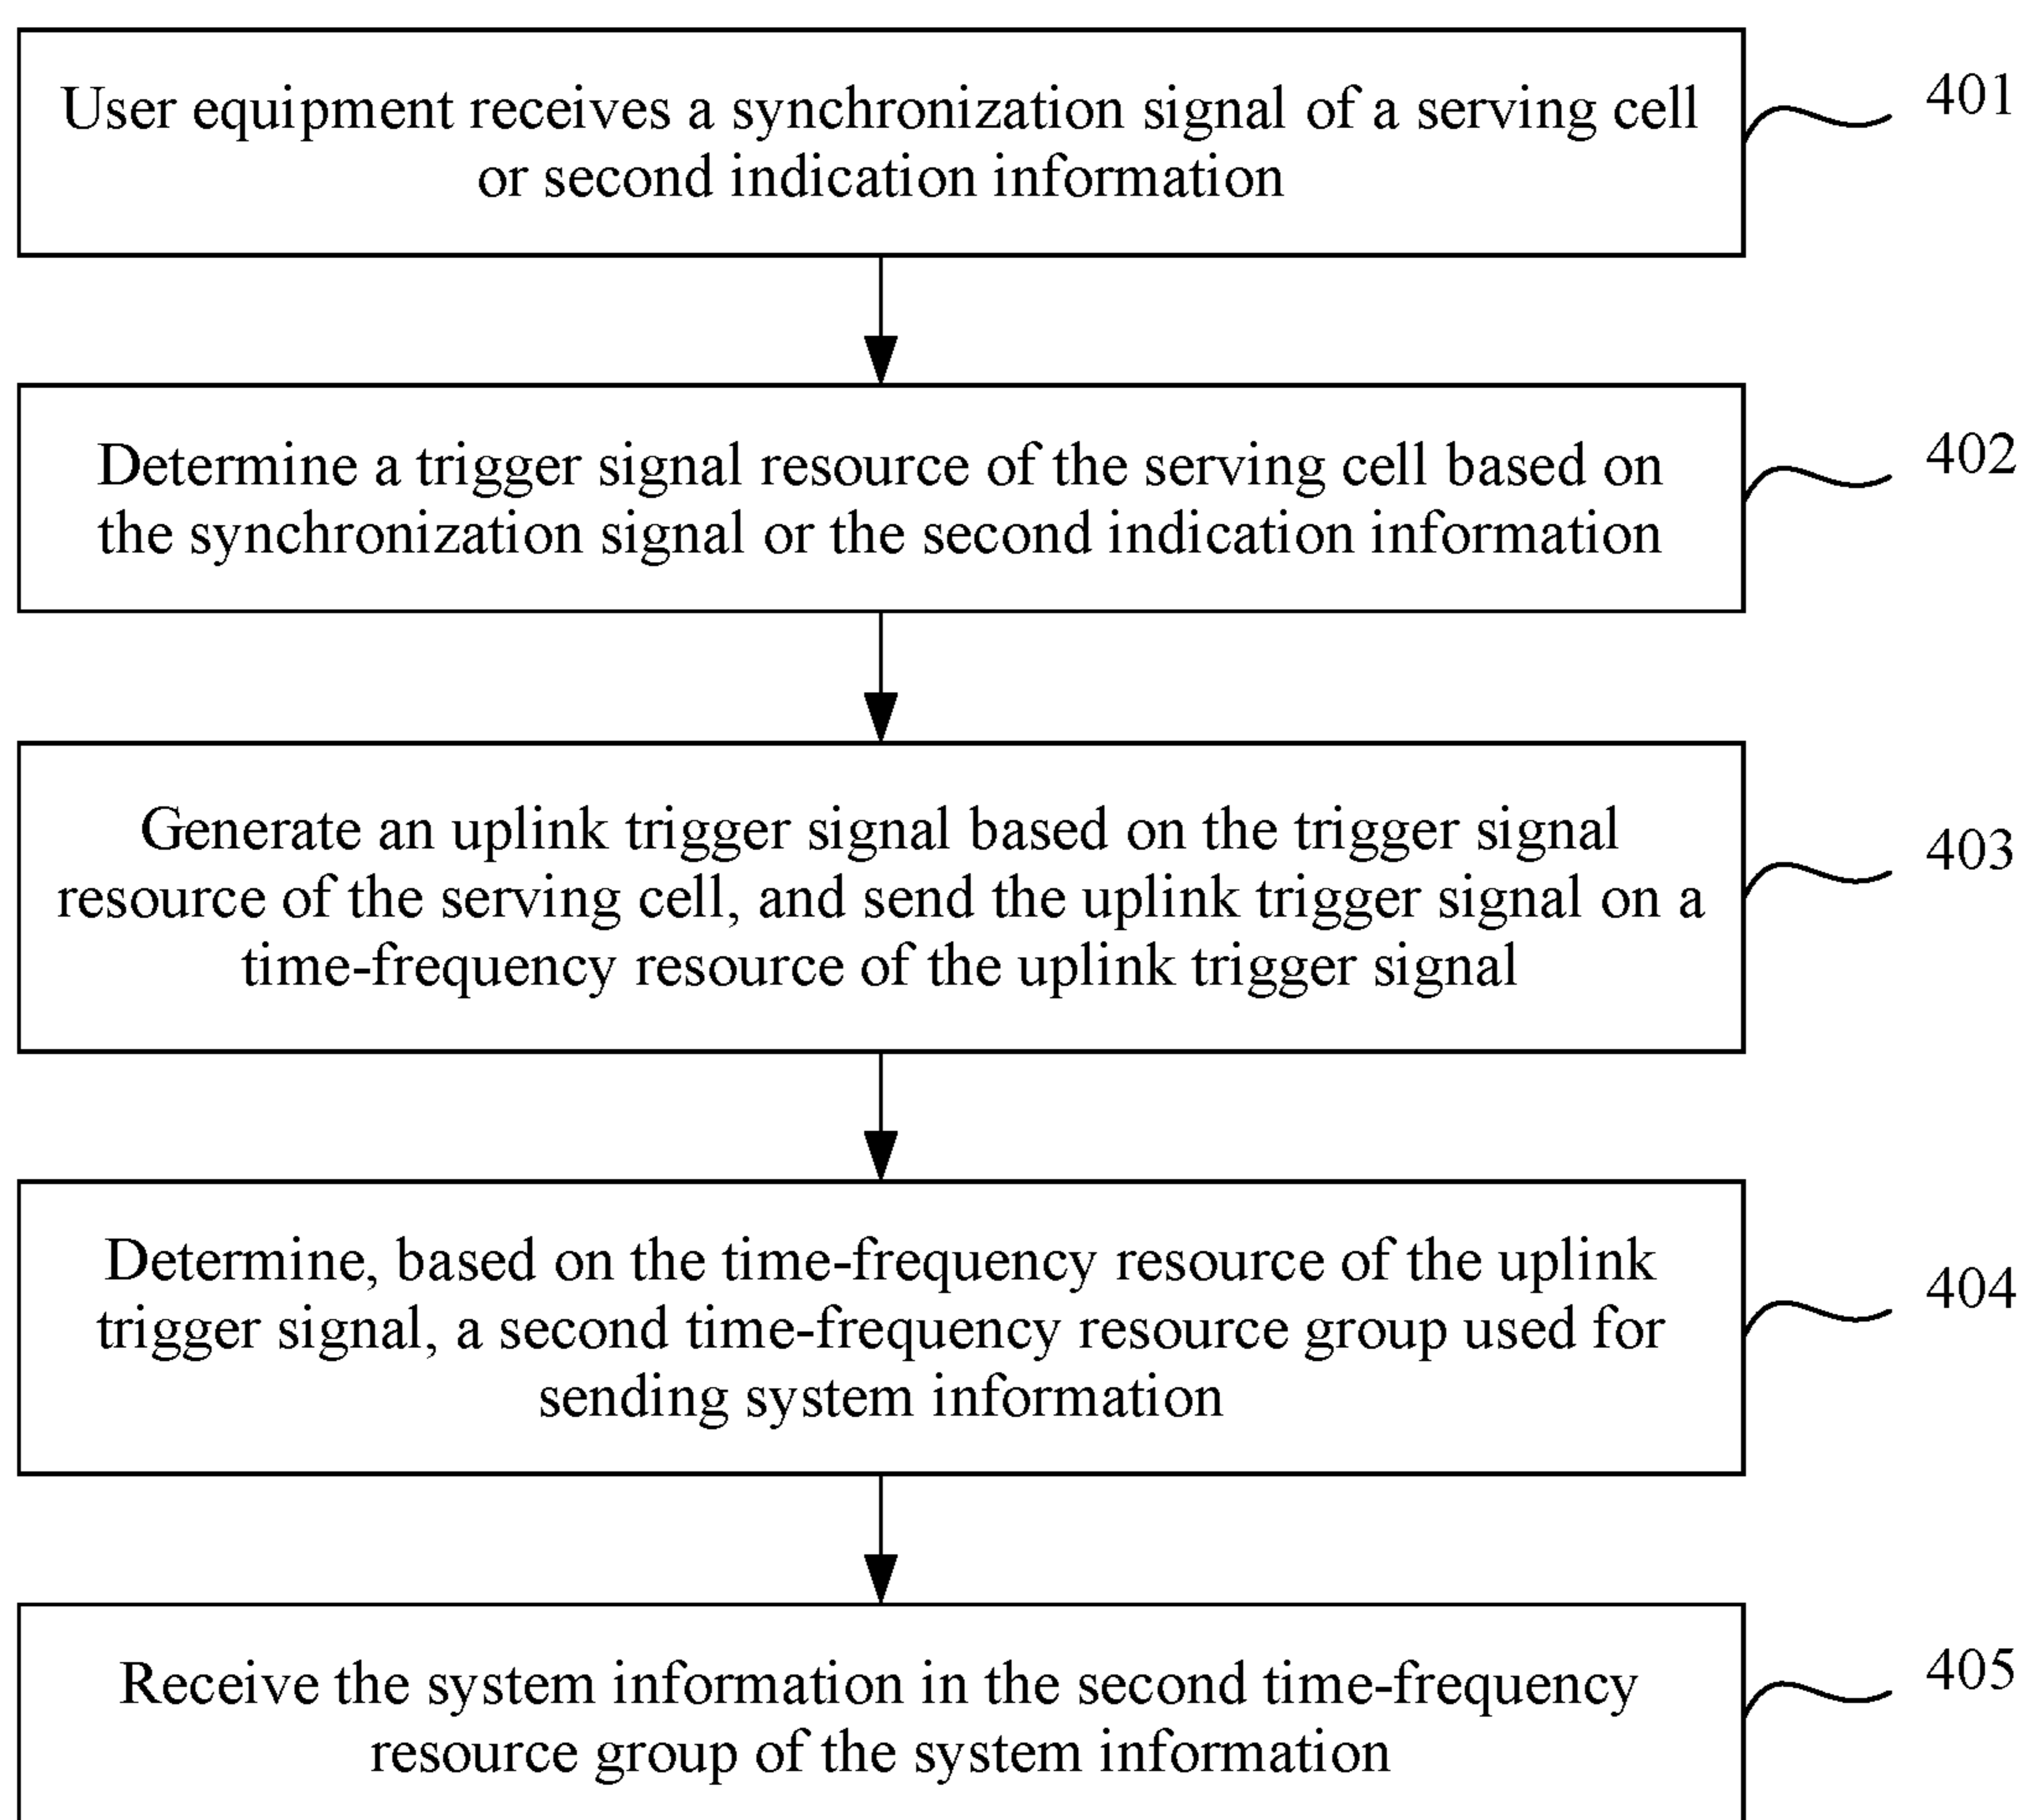 User equipment receives a synchronization signal of a serving cell
or second indication information
401
Determine a trigger signal resource of the serving cell based on
the synchronization signal or the second indication information
402
Generate an uplink trigger signal based on the trigger signal
resource of the serving cell, and send the uplink trigger signal on a
time-frequency resource of the uplink trigger signal
403
Determine, based on the time-frequency resource of the uplink
trigger signal, a second time-frequency resource group used for
sending system information
404
Receive the system information in the second time-frequency
resource group of the system information
405